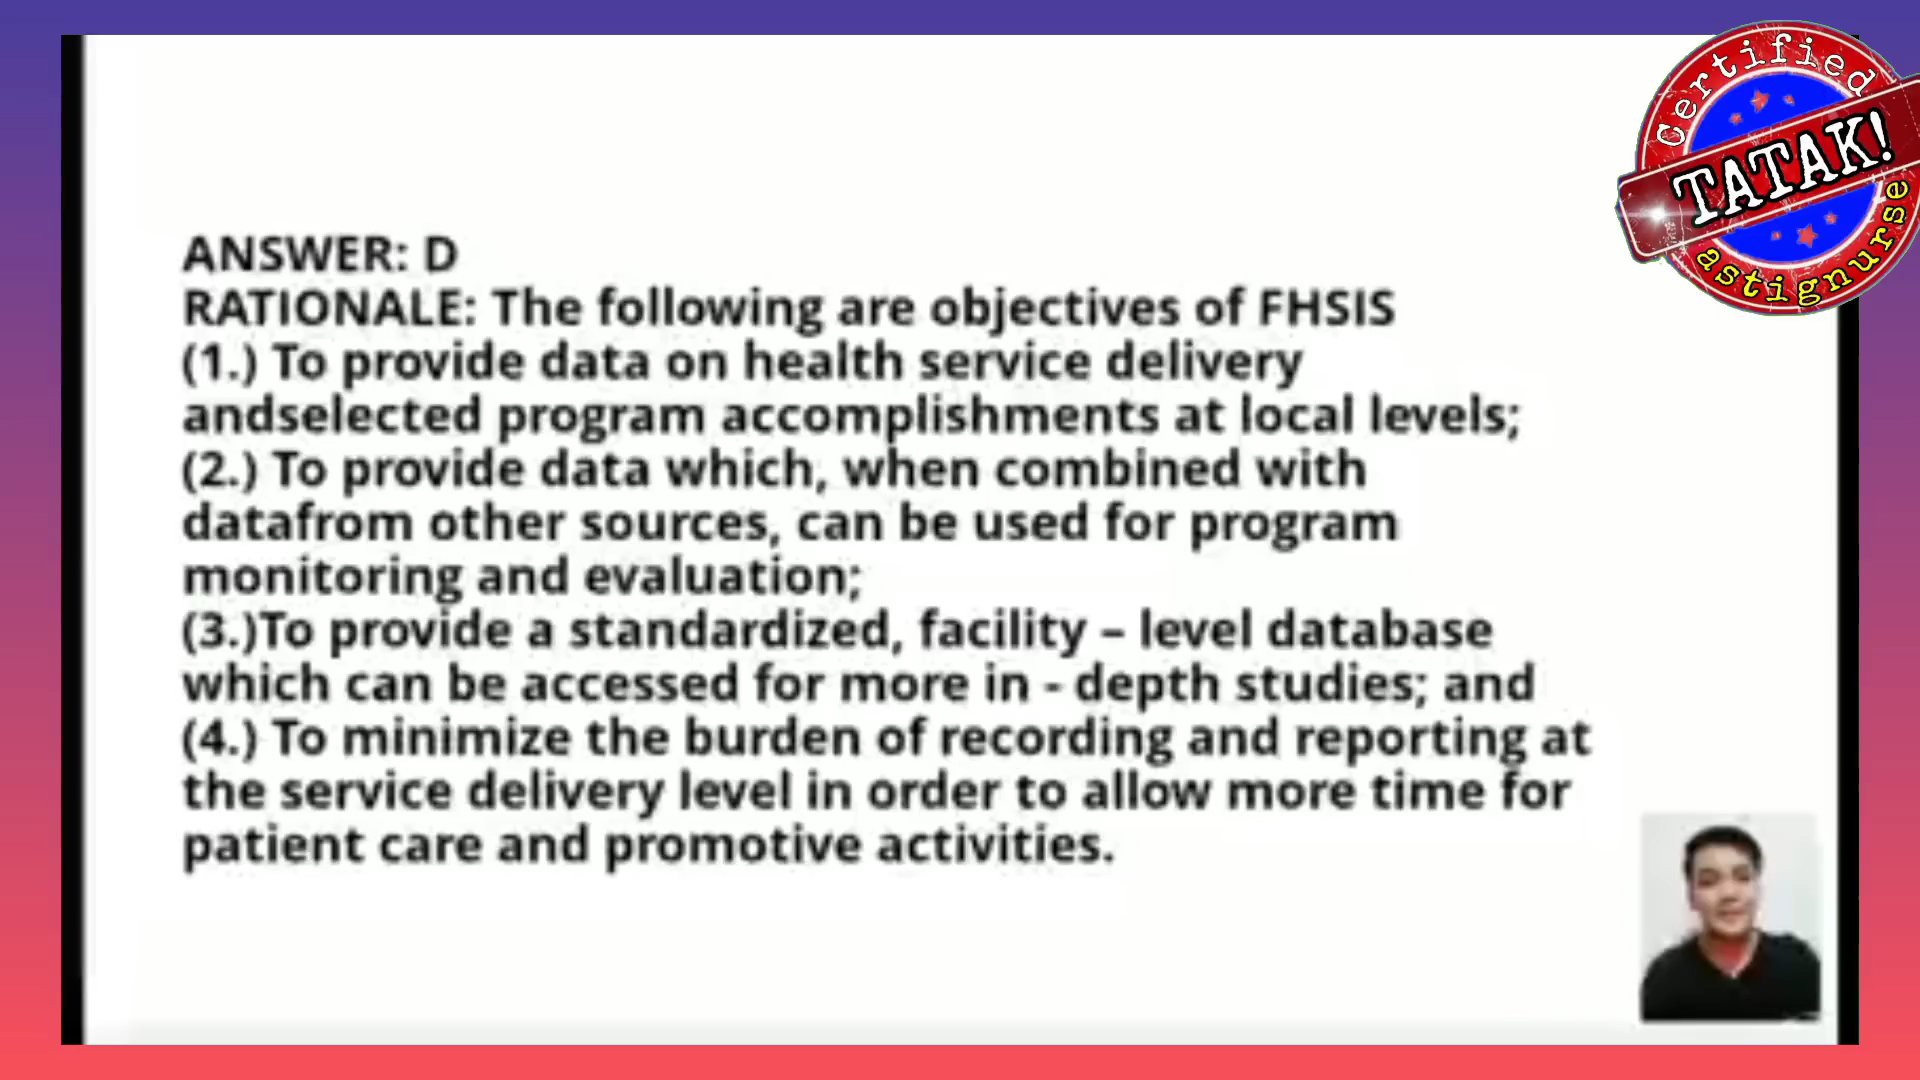 ANSWER: D
RATIONALE: The following are objectives of FHSIS
(1.) To provide data on health service delivery
andselected program accomplishments at local levels;
(2.) To provide data which, when combined with
datafrom other sources, can be used for program
monitoring and evaluation;
(3.)To provide a standardized, facility – level database
which can be accessed for more in - depth studies; and
(4.) To minimize the burden of recording and reporting at
the service delivery level in order to allow more time for
patient care and promotive activities.
Certified
TATAK!
astignurse